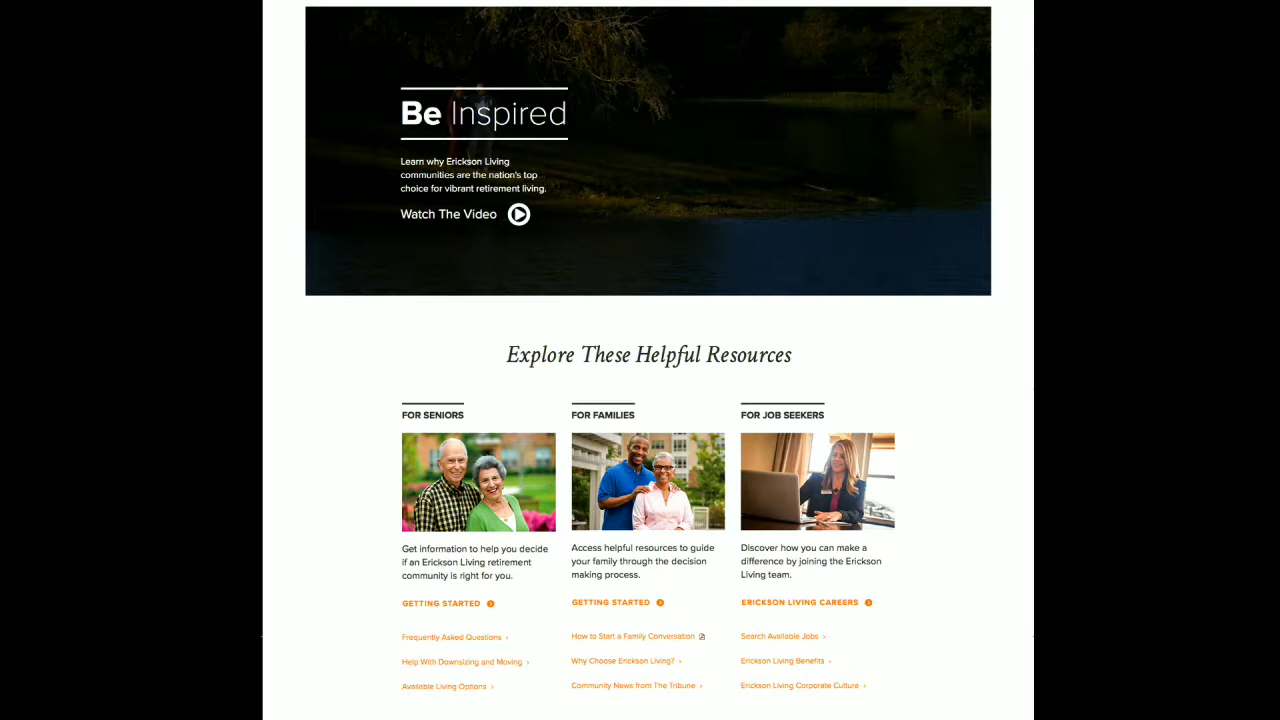 Be Inspired
Learn why Erickson Living
communities are the nation's top
choice for vibrant retirement living.
Watch The Video
Explore These Helpful Resources
FOR SENIORS
Get information to help you decide
if an Erickson Living retirement
community is right for you.
GETTING STARTED
Frequently Asked Questions ›
Help With Downsizing and Moving ›
Available Living Options ›
FOR FAMILIES
Access helpful resources to guide
your family through the decision
making process.
GETTING STARTED
How to Start a Family Conversation
Why Choose Erickson Living? ›
Community News from The Tribune ›
FOR JOB SEEKERS
Discover how you can make a
difference by joining the Erickson
Living team.
ERICKSON LIVING CAREERS
Search Available Jobs ›
Erickson Living Benefits ›
Erickson Living Corporate Culture ›